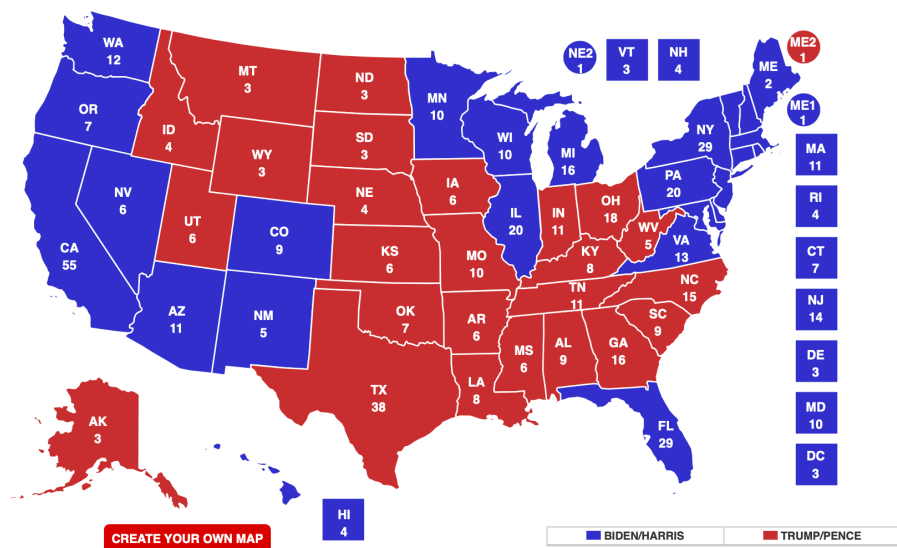 WA
12
OR
7
CA
55
NV
6
ID
4
MT
3
WY
3
UT
6
AZ
11
CO
9
NM
5
ND
3
SD
3
NE
4
KS
6
OK
7
TX
38
MN
10
IA
6
MO
10
AR
6
LA
8
WI
10
IL
20
MI
16
IN
11
OH
18
KY
8
TN
11
MS
6
AL
9
GA
16
FL
29
SC
9
NC
15
WV
5
VA
13
PA
20
NY
29
NE2
1
VT
3
NH
4
ME
2
ME2
1
ME1
1
MA
11
RI
4
CT
7
NJ
14
DE
3
MD
10
DC
3
AK
3
HI
4
CREATE YOUR OWN MAP
BIDEN/HARRIS
TRUMP/PENCE